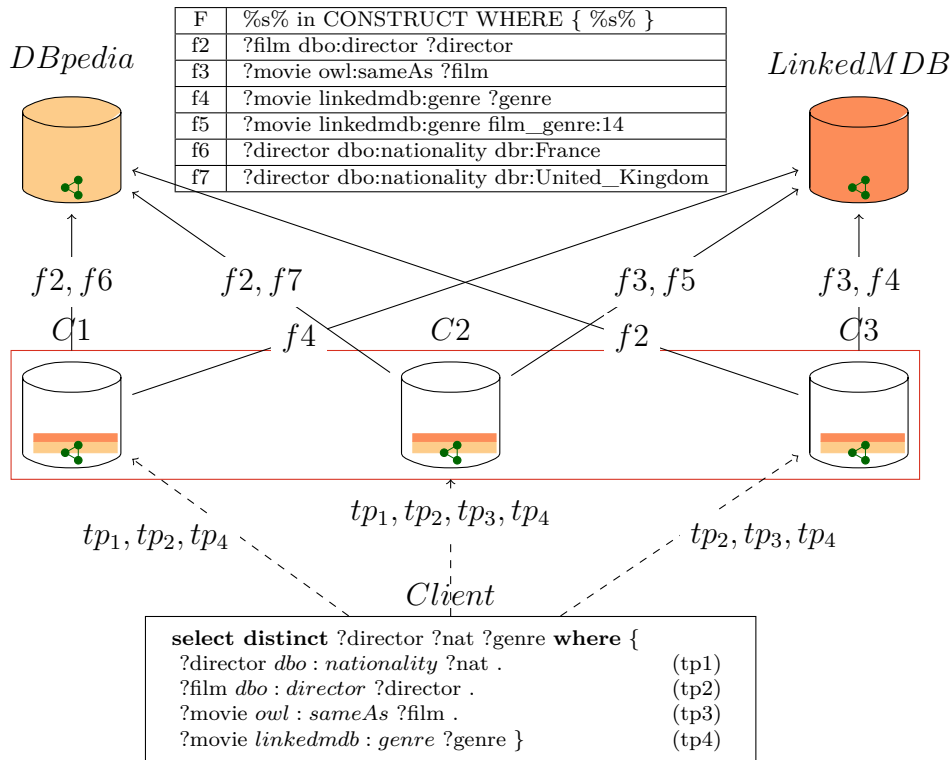 F %s% in CONSTRUCT WHERE { %s% }
f2 ?film dbo:director ?director
f3 ?movie owl:sameAs ?film
f4 ?movie linkedmdb:genre ?genre
f5 ?movie linkedmdb:genre film_genre:14
f6 ?director dbo:nationality dbr:France
f7 ?director dbo:nationality dbr:United_Kingdom
DBpedia
LinkedMDB
f2, f6
f2, f7
f3, f5
f3, f4
C1
f4
C2
f2
C3
tp1, tp2, tp4
tp1, tp2, tp3, tp4
tp2, tp3, tp4
Client
select distinct ?director ?nat ?genre where {
?director dbo : nationality ?nat . (tp1)
?film dbo : director ?director . (tp2)
?movie owl : sameAs ?film . (tp3)
?movie linkedmdb : genre ?genre } (tp4)